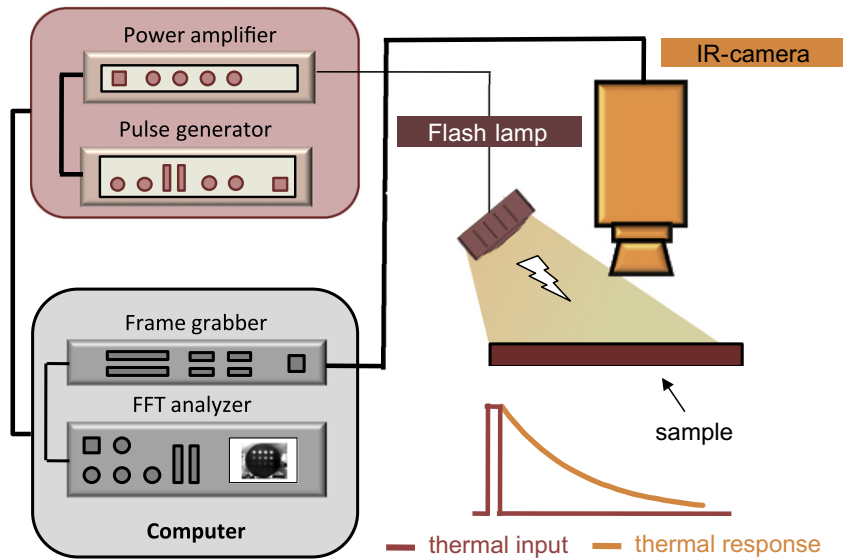 Power amplifier
Pulse generator
IR-camera
Flash lamp
Frame grabber
FFT analyzer
Computer
sample
thermal input
thermal response